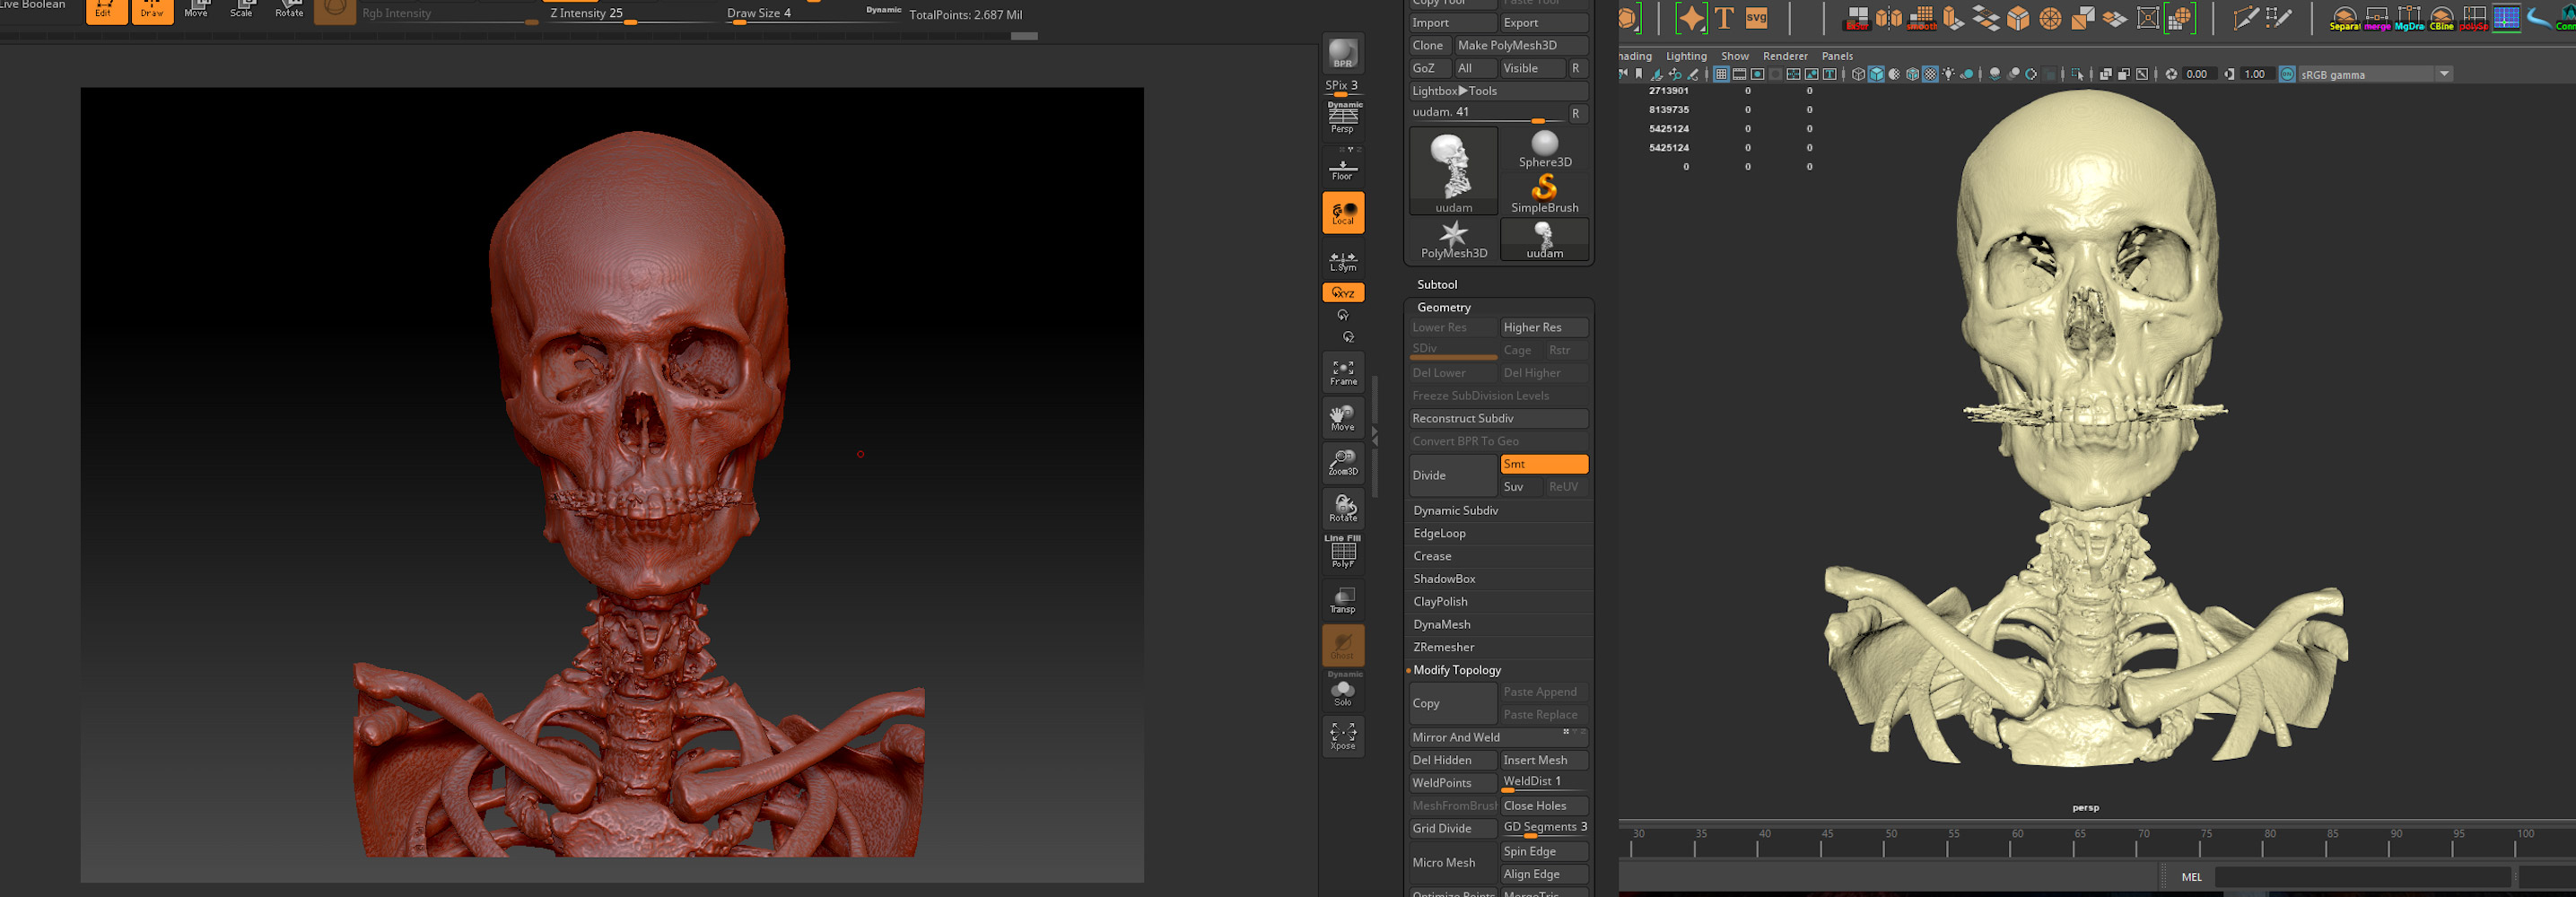 Live Boolean
Edit
Draw
Move
Scale
Rotate
Rgb Intensity
Z Intensity 25
Draw Size 4
Dynamic
TotalPoints: 2.687 Mil
BPR
SPix 3
Dynamic
Persp
Floor
Local
L.Sym
XYZ
Frame
Move
Zoom3D
Rotate
Line Fill
PolyF
Transp
Ghost
Dynamic
Solo
Xpose
Copy Tool
Paste Tool
Import Export
Clone Make PolyMesh3D
GoZ All Visible R
Lightbox▶Tools
uudam. 41 R
uudam
Sphere3D
SimpleBrush
PolyMesh3D
uudam
Subtool
Geometry
Lower Res Higher Res
SDiv Cage Rstr
Del Lower Del Higher
Freeze SubDivision Levels
Reconstruct Subdiv
Convert BPR To Geo
Divide
Smt
Suv ReUV
Dynamic Subdiv
EdgeLoop
Crease
ShadowBox
ClayPolish
DynaMesh
ZRemesher
Modify Topology
Copy
Paste Append
Paste Replace
Mirror And Weld
Del Hidden Insert Mesh
WeldPoints WeldDist 1
MeshFromBrush Close Holes
Grid Divide GD Segments 3
Micro Mesh
Spin Edge
Align Edge
Optimize Points MergeTris
T
svg
smooth
Separat
merge
MgDra
CBine
polySp
Conn
ading Lighting Show Renderer Panels
0.00 1.00 sRGB gamma
2713901 0 0
8139735 0 0
5425124 0 0
5425124 0 0
0 0 0
persp
30 35 40 45 50 55 60 65 70 75 80 85 90 95 100
MEL